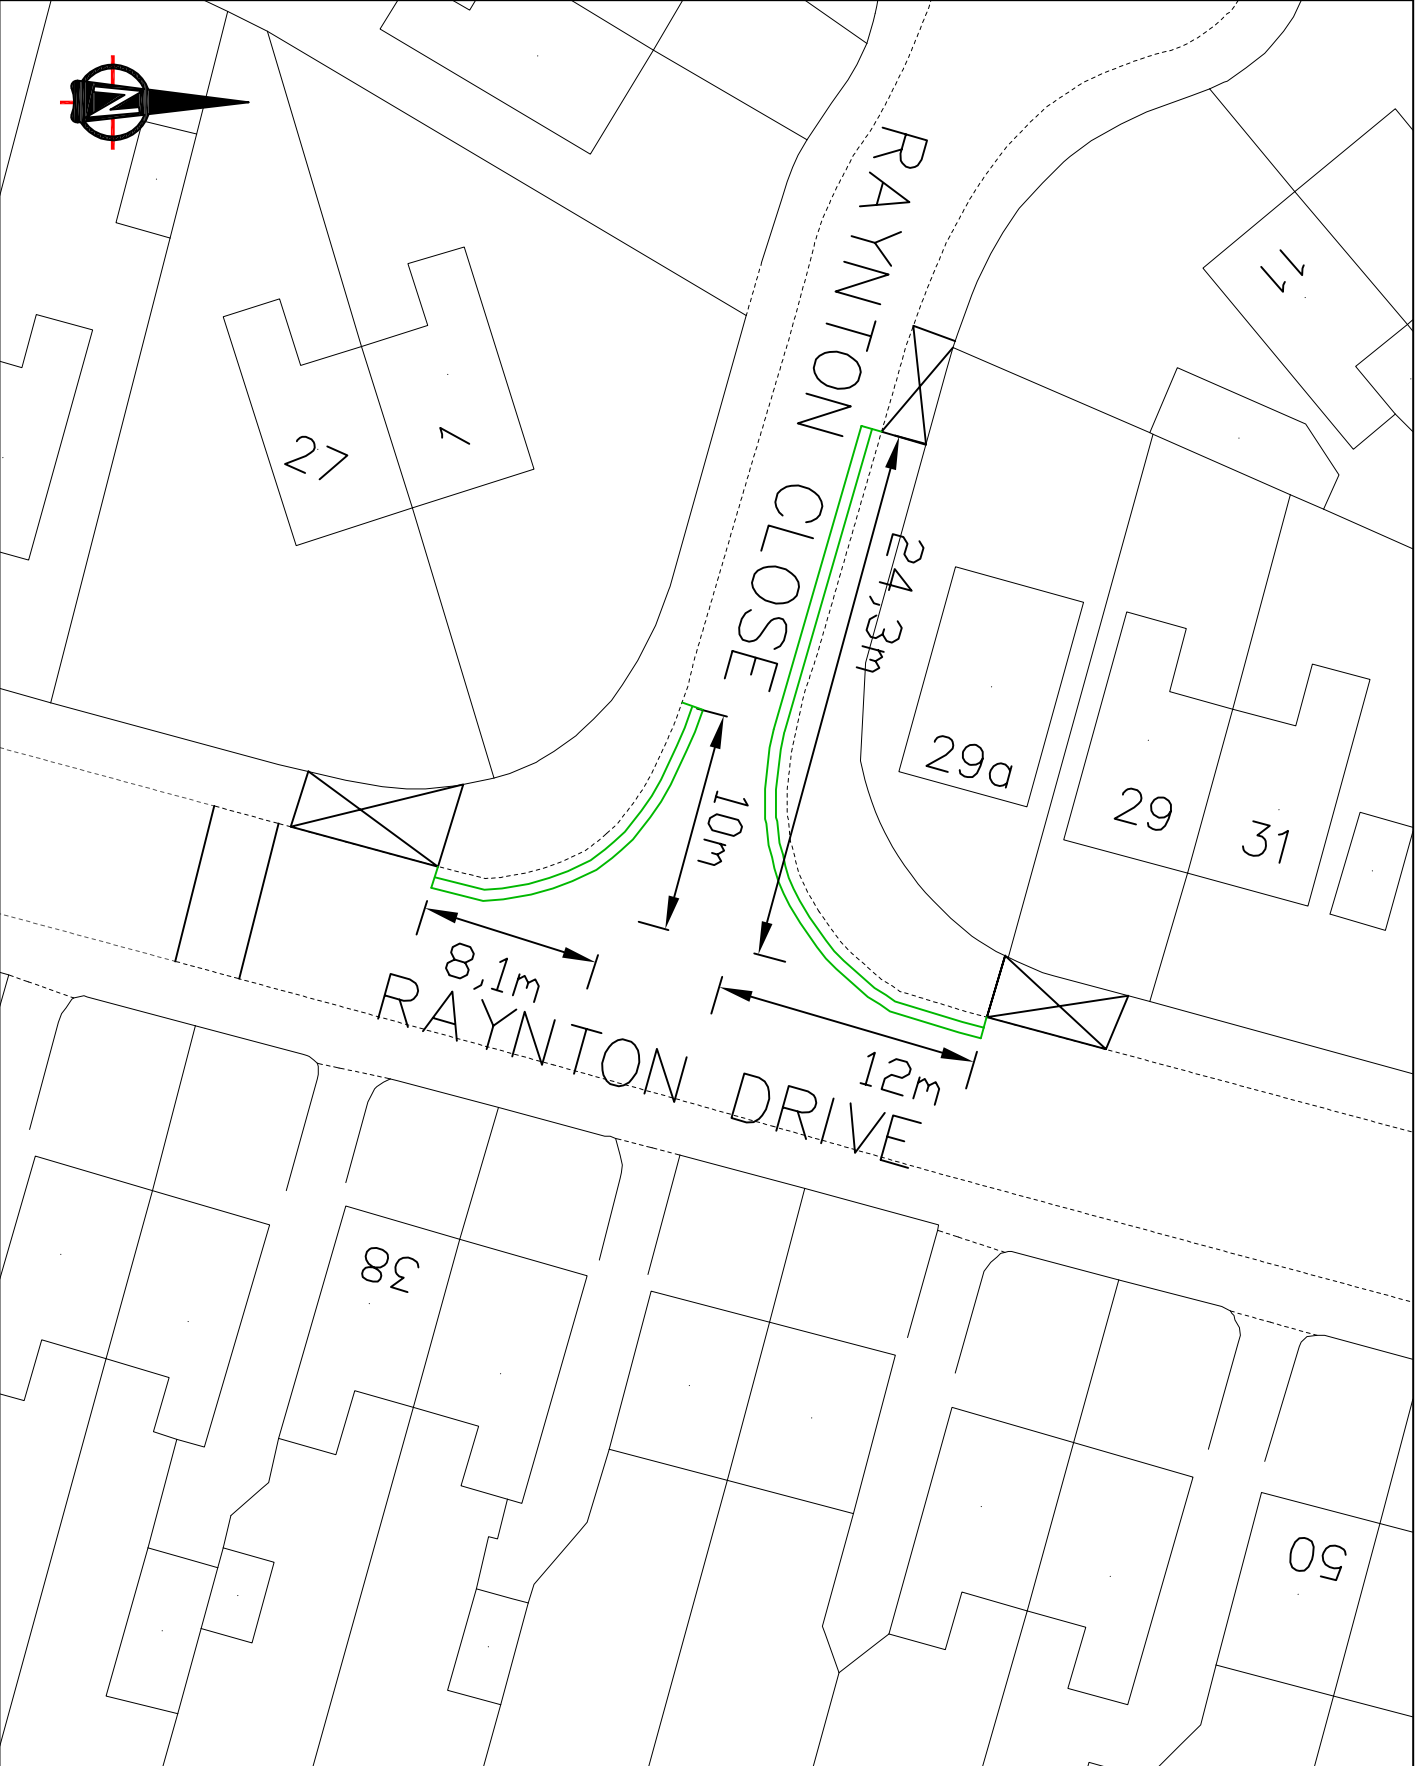 N
RAYNTON CLOSE
11
27
1
24,3m
29a
29
31
10m
8,1m
12m
RAYNTON DRIVE
38
50